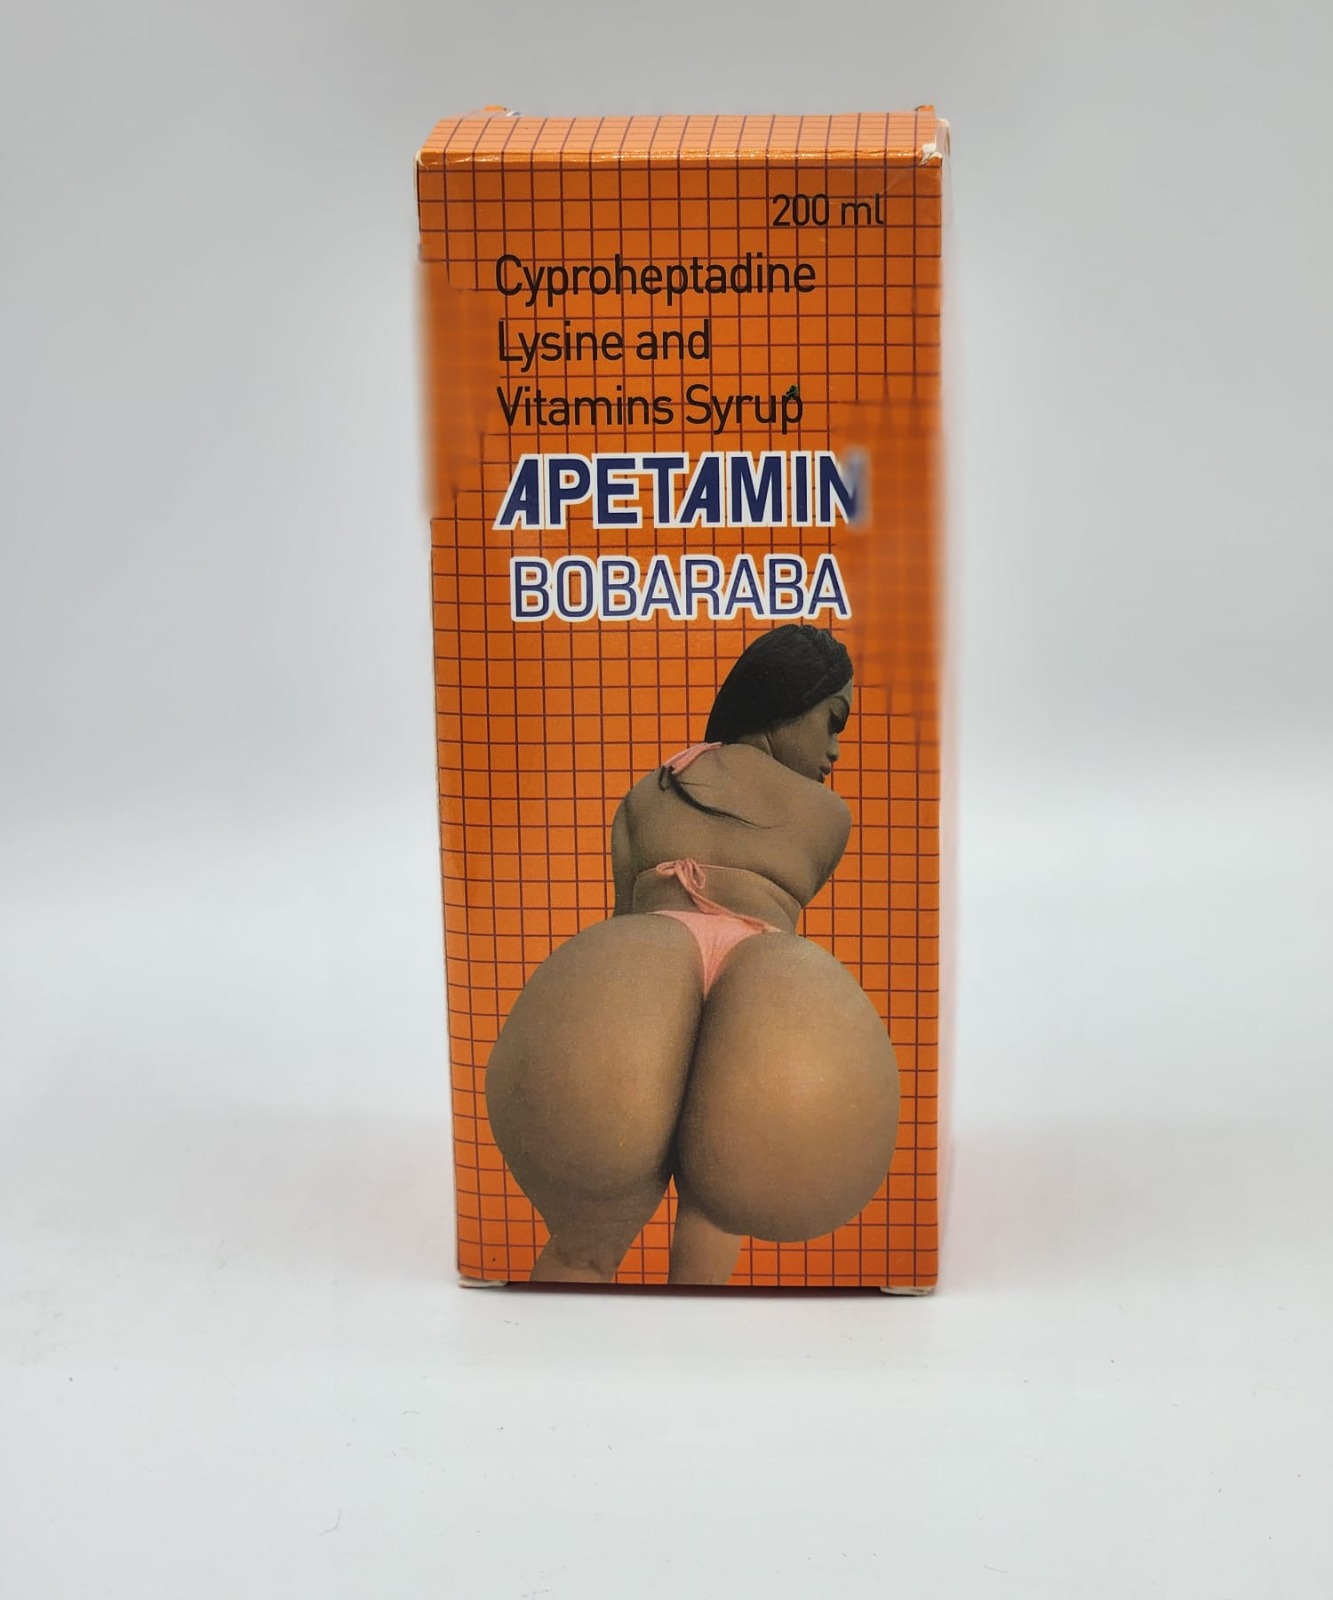 200 ml
Cyproheptadine
Lysine and
Vitamins Syrup
APETAMIN
BOBARABA